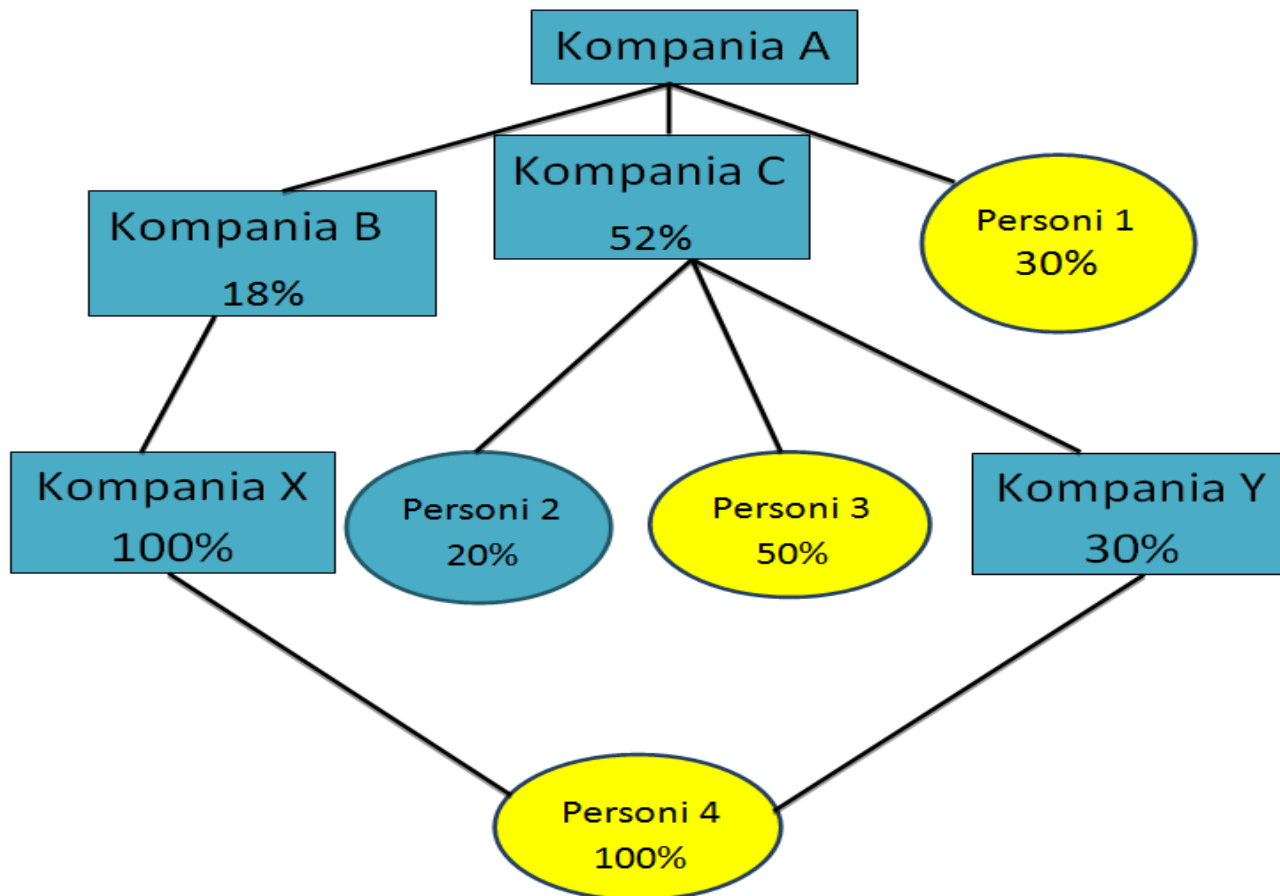 Kompania A
Kompania B
18%
Kompania C
52%
Personi 1
30%
Kompania X
100%
Personi 2
20%
Personi 3
50%
Kompania Y
30%
Personi 4
100%